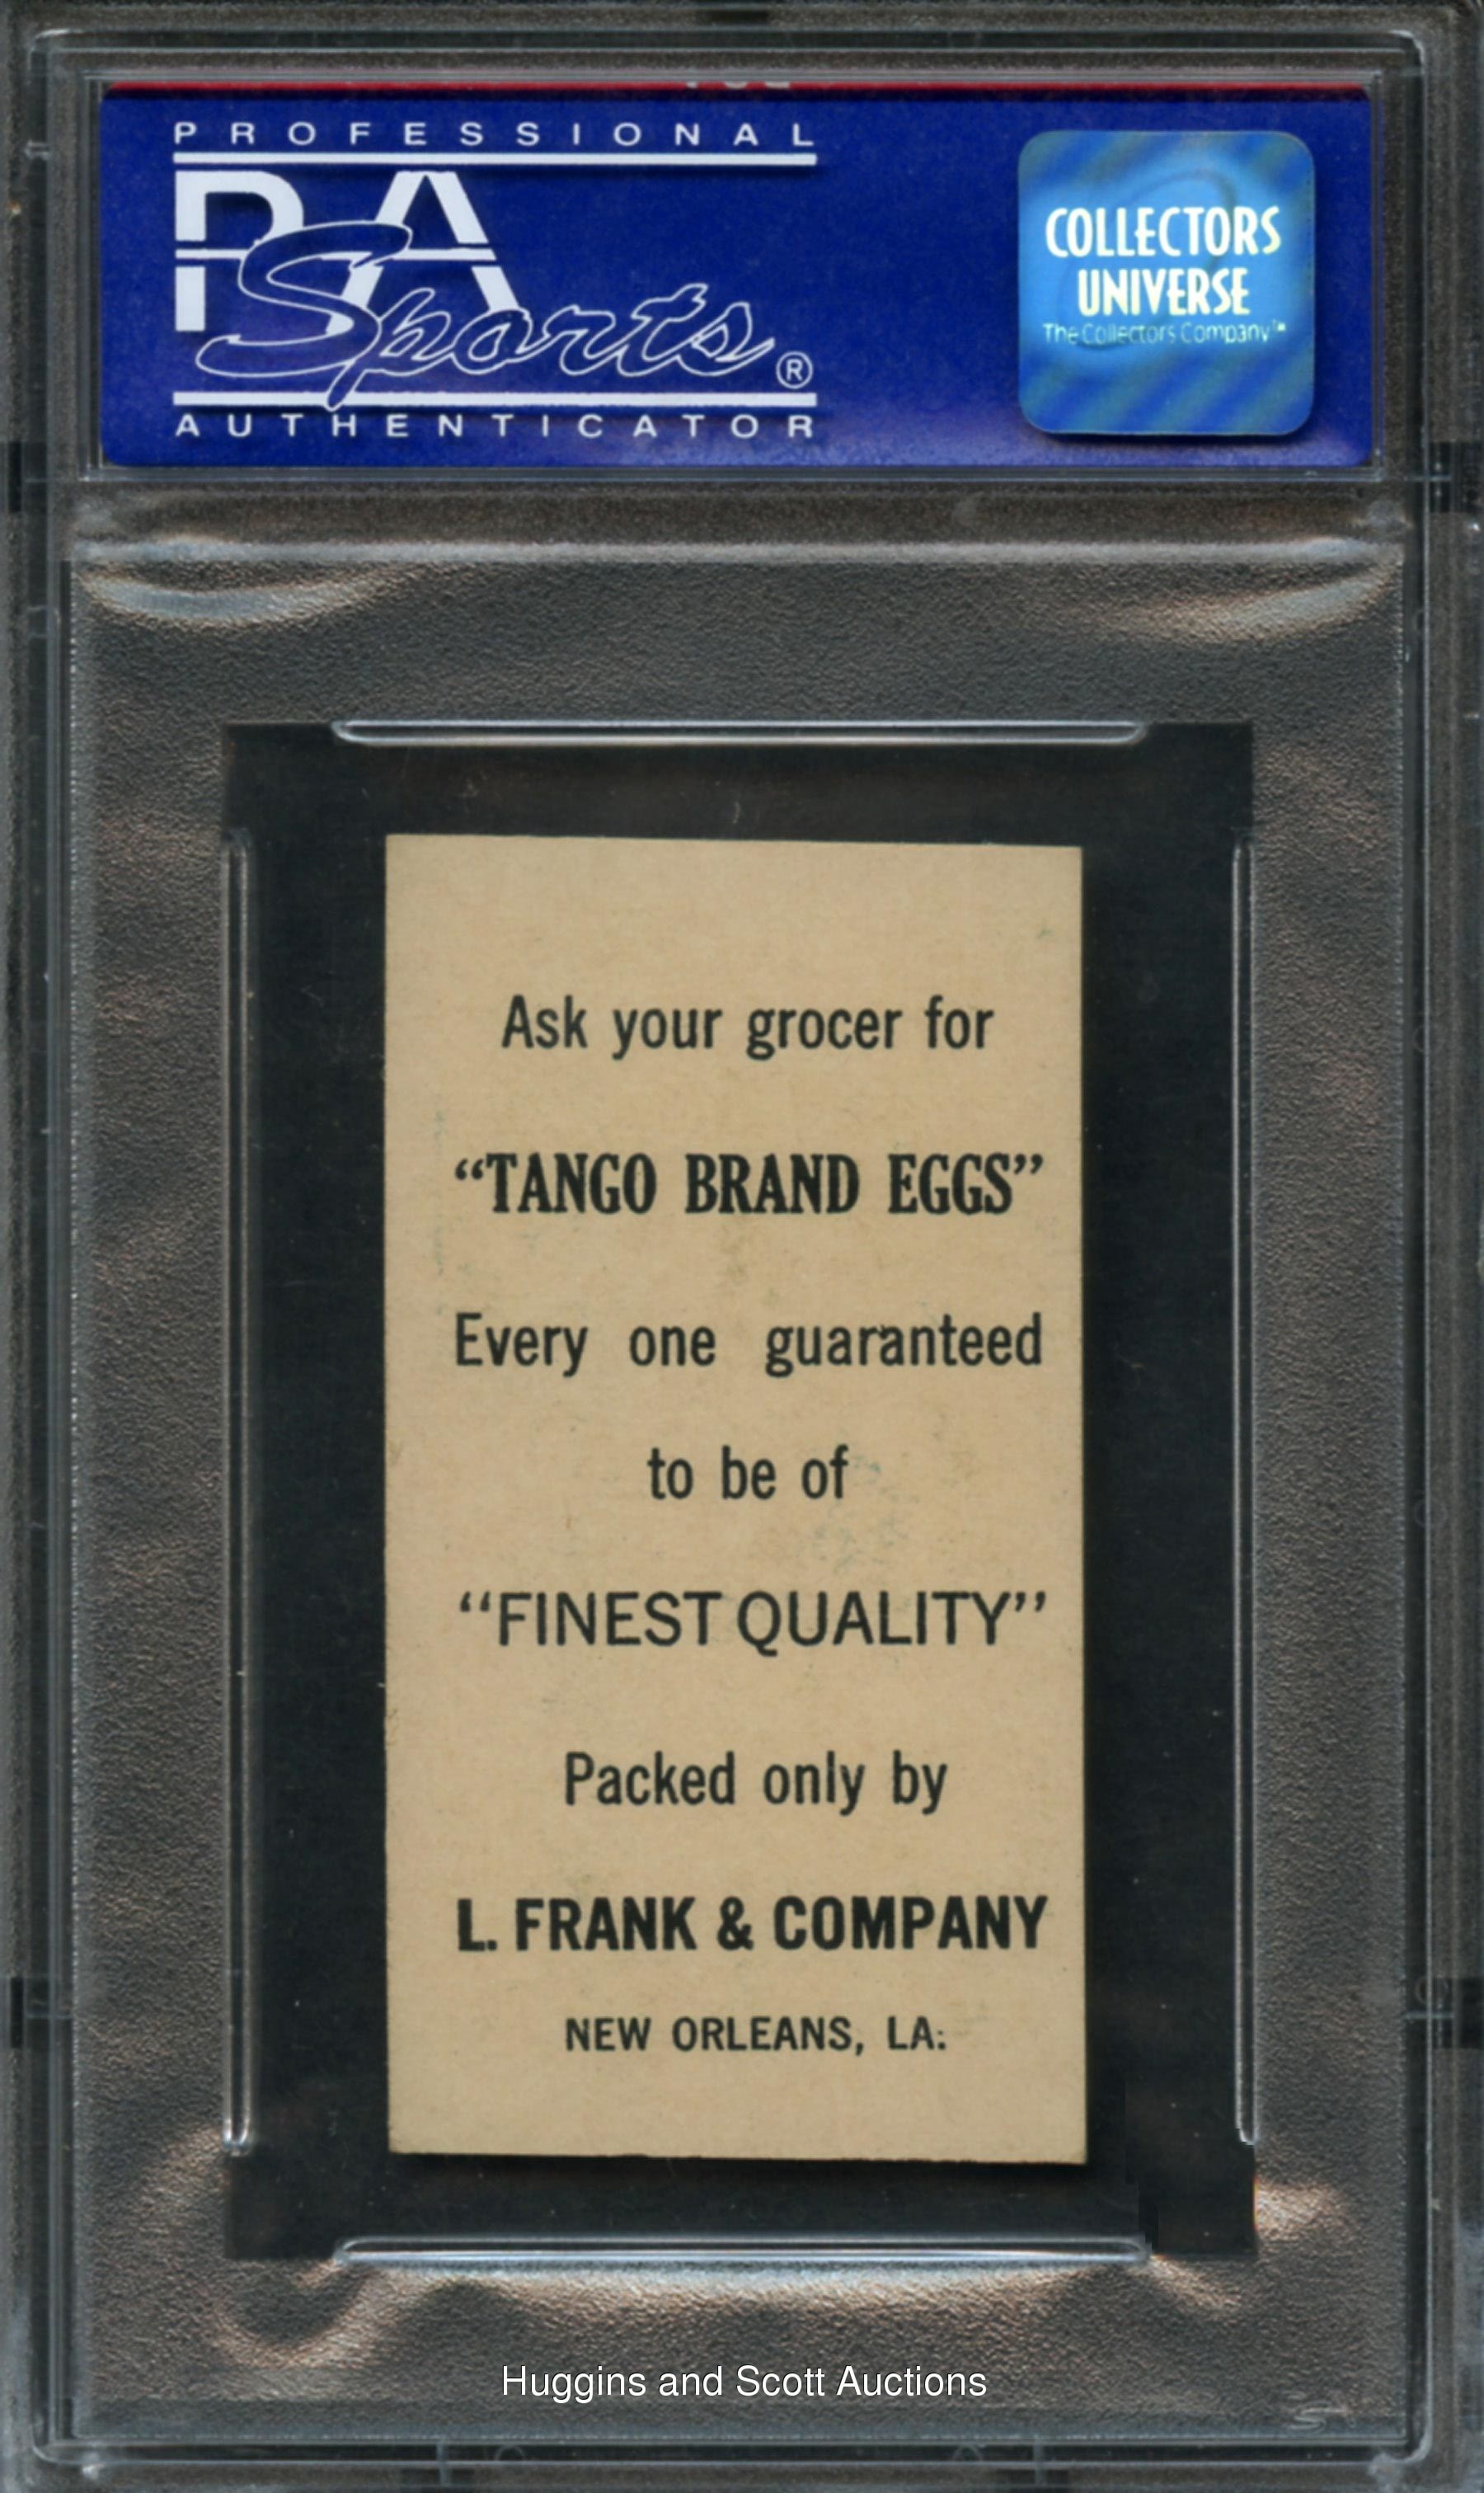 PROFESSIONAL
PSA
Sports®
AUTHENTICATOR
COLLECTORS
UNIVERSE
The Collectors Company™
Ask your grocer for
“TANGO BRAND EGGS”
Every one guaranteed
to be of
“FINEST QUALITY”
Packed only by
L. FRANK & COMPANY
NEW ORLEANS, LA.
Huggins and Scott Auctions